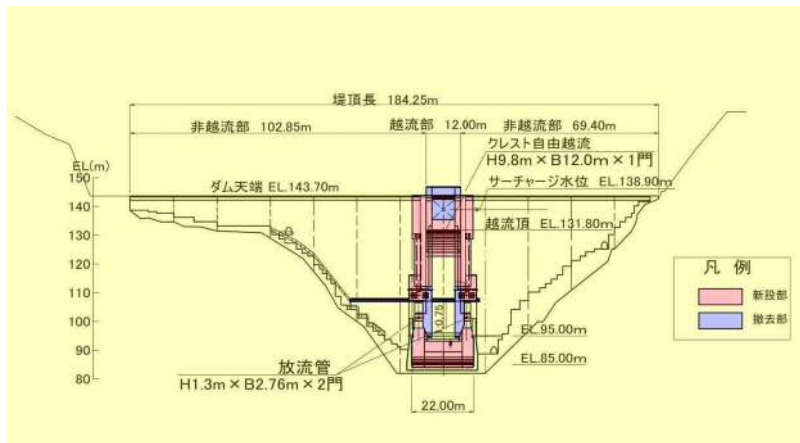 堤頂長 184.25m
非越流部 102.85m
越流部 12.00m
非越流部 69.40m
クレスト自由越流
H9.8m×B12.0m×1門
EL(m)
ダム天端 EL.143.70m
サーチャージ水位 EL.138.90m
越流頂 EL.131.80m
150
140
130
120
110
100
90
80
凡 例
新設部
撤去部
1:0.75
EL.95.00m
EL.85.00m
放流管
H1.3m×B2.76m×2門
22.00m